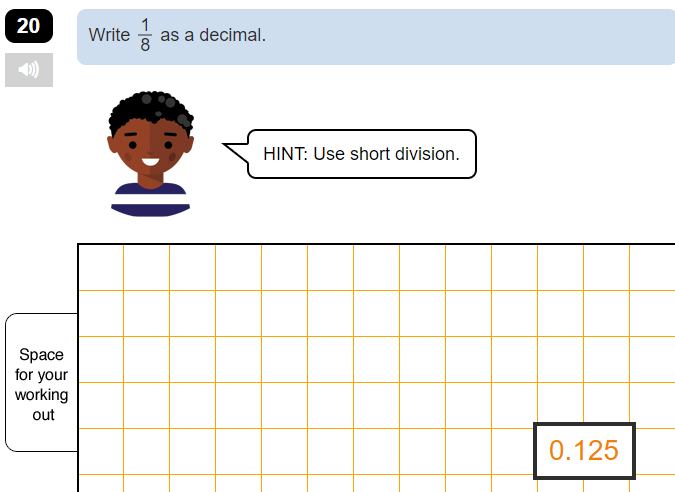 20
Write 1/8 as a decimal.
HINT: Use short division.
Space
for your
working
out
0.125